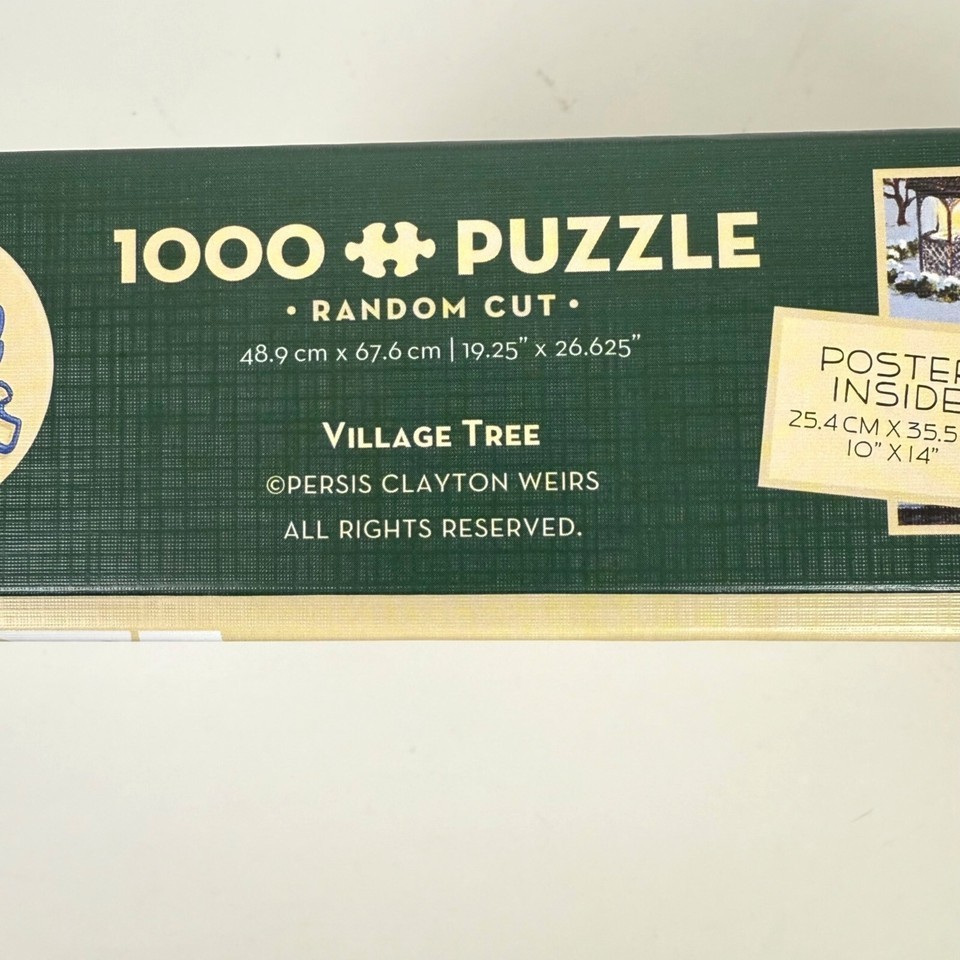 1000 PUZZLE
• RANDOM CUT •
48.9 cm x 67.6 cm | 19.25” x 26.625”
VILLAGE TREE
©PERSIS CLAYTON WEIRS
ALL RIGHTS RESERVED.
POSTER
INSIDE
25.4 CM X 35.5
10” X 14”